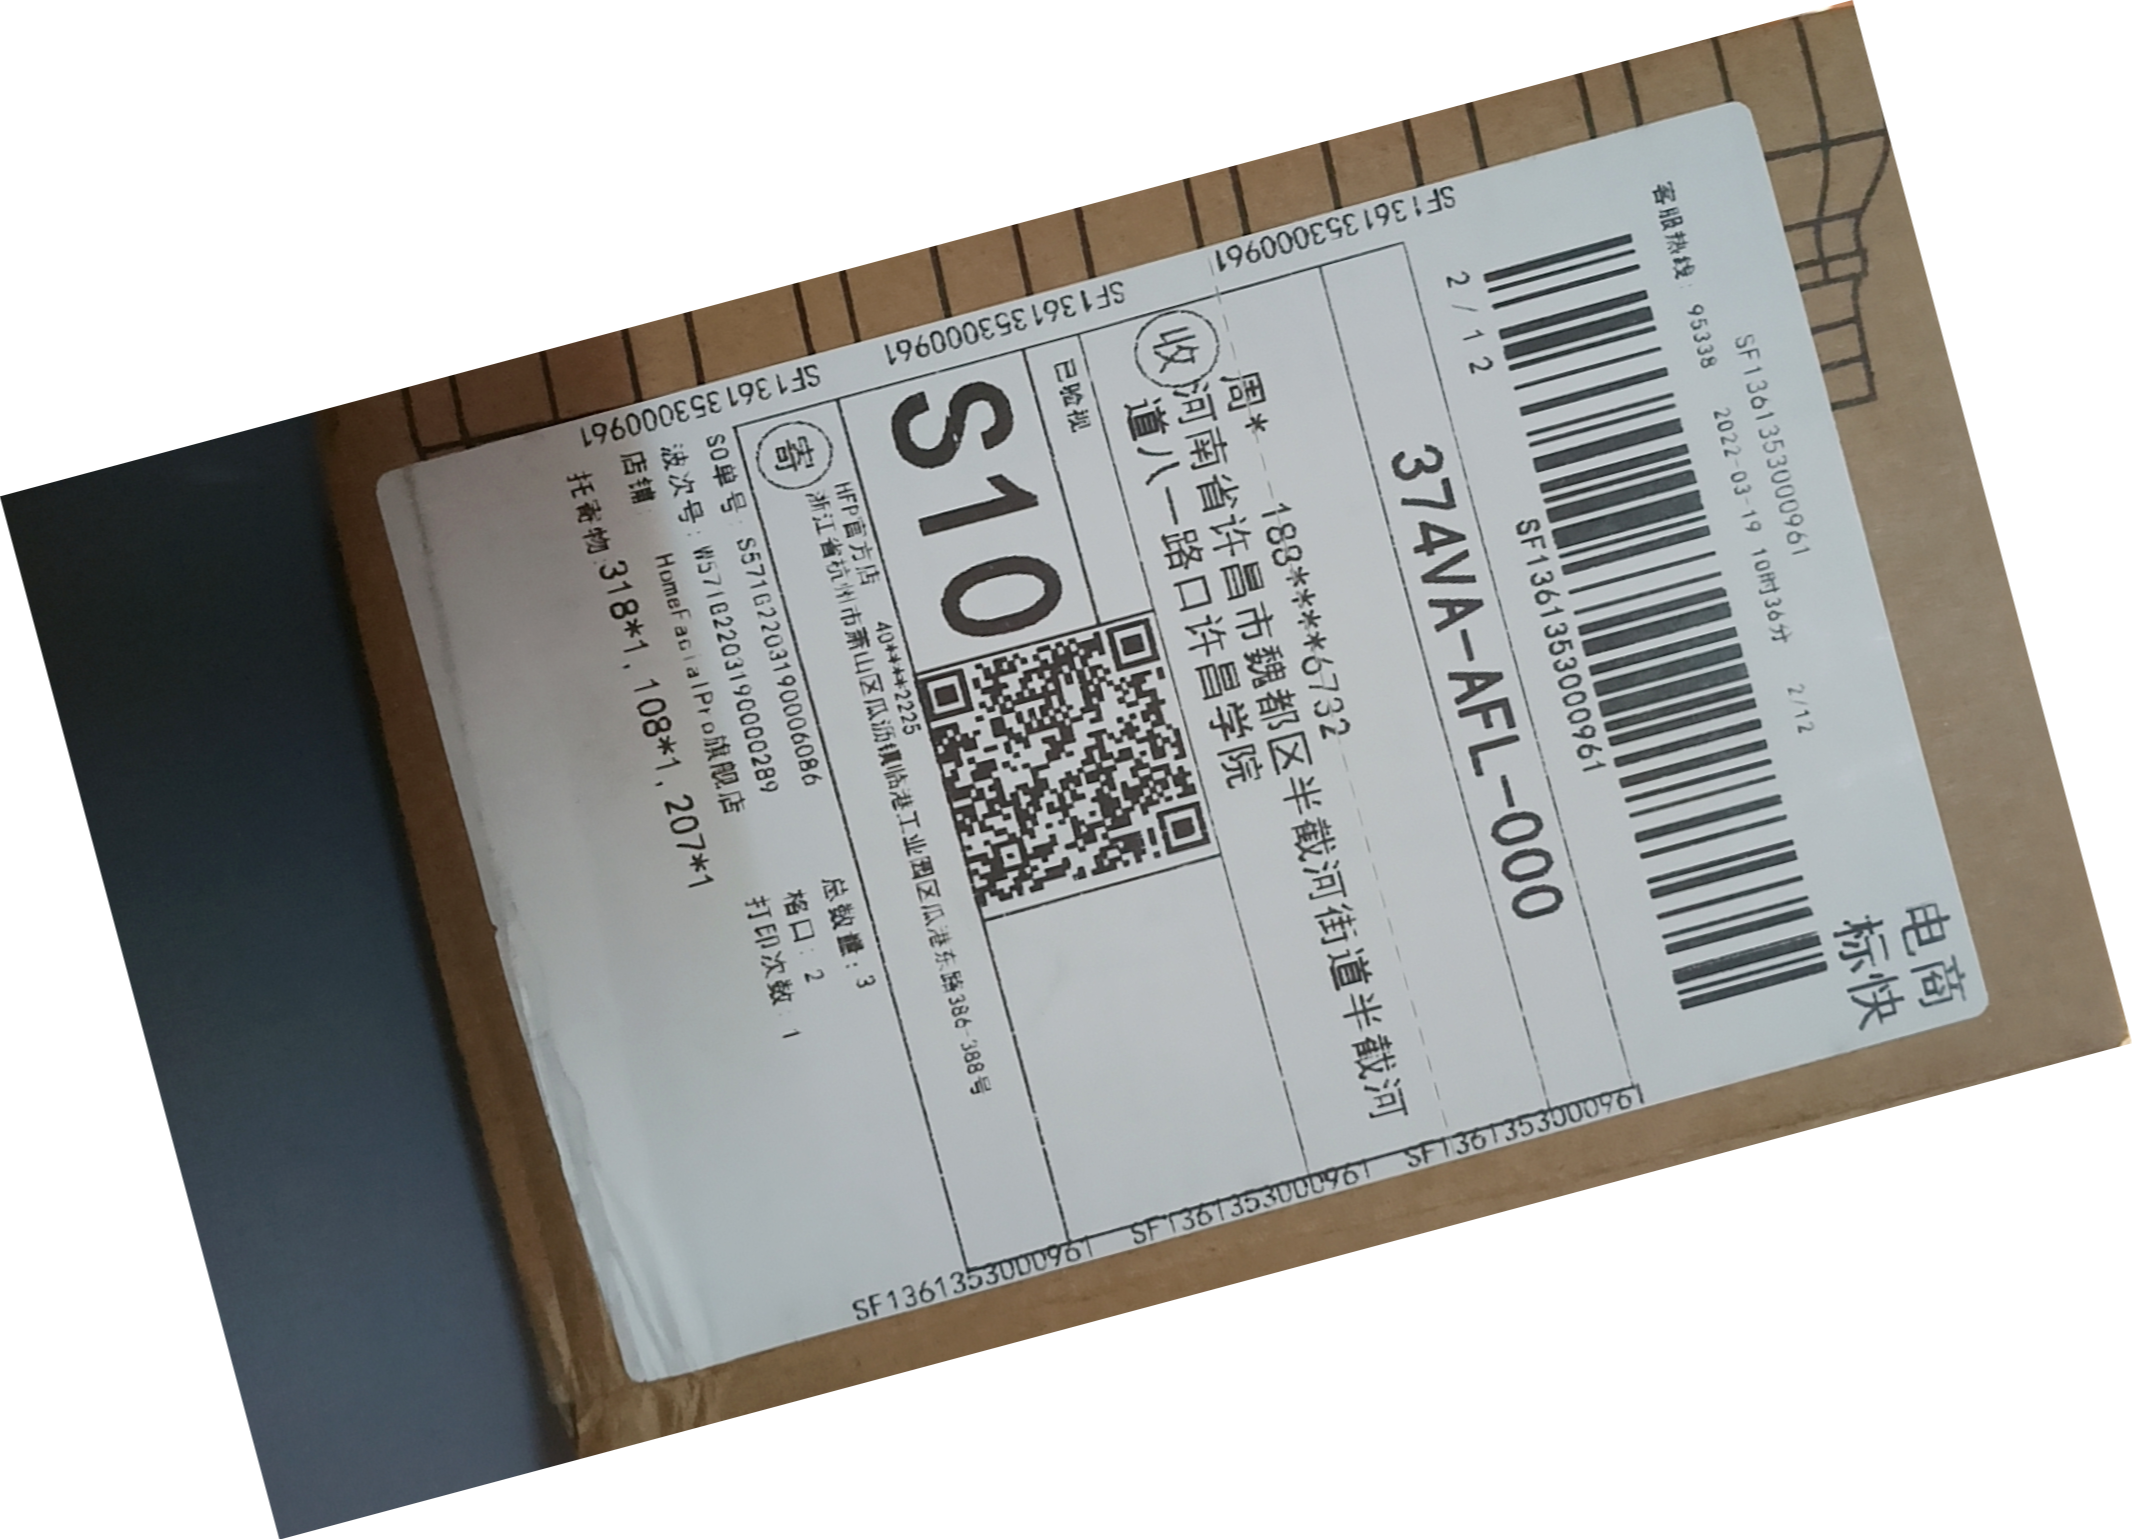 电商
标快
SF1361353000961
客服热线: 95338 2022-03-19 10时36分 2/12
2/12
SF1361353000961
374VA-AFL-000
周* 188****6732
收
河南省许昌市魏都区半截河街道半截河
道八一路口许昌学院
已验视
S10
HFP官方店 40****2225
寄
浙江省杭州市萧山区瓜沥镇临港工业园区瓜港东路386-388号
SO单号: S571G2203190006086 总数量: 3
波次号: W571G2203190000289 格口: 2
店铺: HomeFacialPro旗舰店 打印次数: 1
托寄物:318*1, 108*1, 207*1
SF1361353000961
SF1361353000961
SF1361353000961
SF1361353000961
SF1361353000961
SF1361353000961